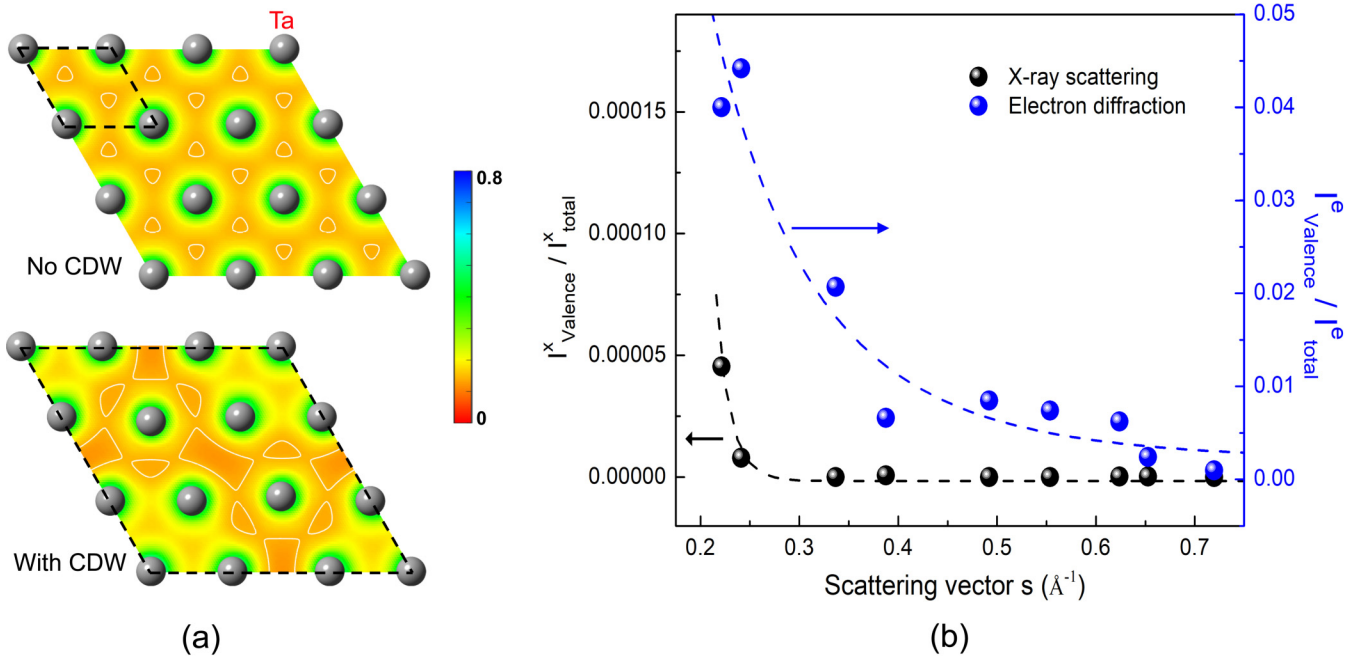 Ta
No CDW
0.8
0
With CDW
(a)
X-ray scattering
Electron diffraction
0.00015
0.00010
0.00005
0.00000
I^x_Valence / I^x_total
0.05
0.04
0.03
0.02
0.01
0.00
I^e_Valence / I^e_total
0.2 0.3 0.4 0.5 0.6 0.7
Scattering vector s (Å⁻¹)
(b)